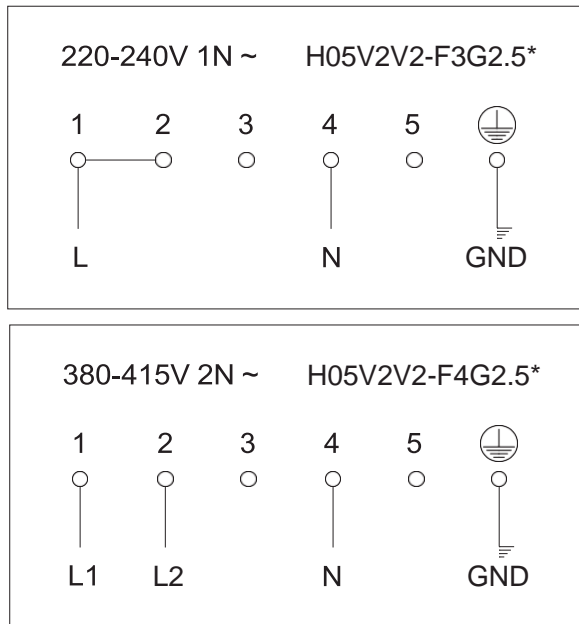 220-240V 1N ~ H05V2V2-F3G2.5*
1 2 3 4 5
L N GND
380-415V 2N ~ H05V2V2-F4G2.5*
1 2 3 4 5
L1 L2 N GND